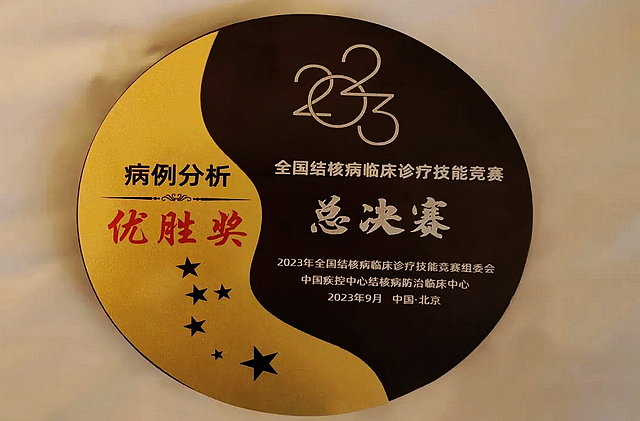 病例分析
优胜奖
2023
全国结核病临床诊疗技能竞赛
总决赛
2023年全国结核病临床诊疗技能竞赛组委会
中国疾控中心结核病防治临床中心
2023年9月 中国·北京